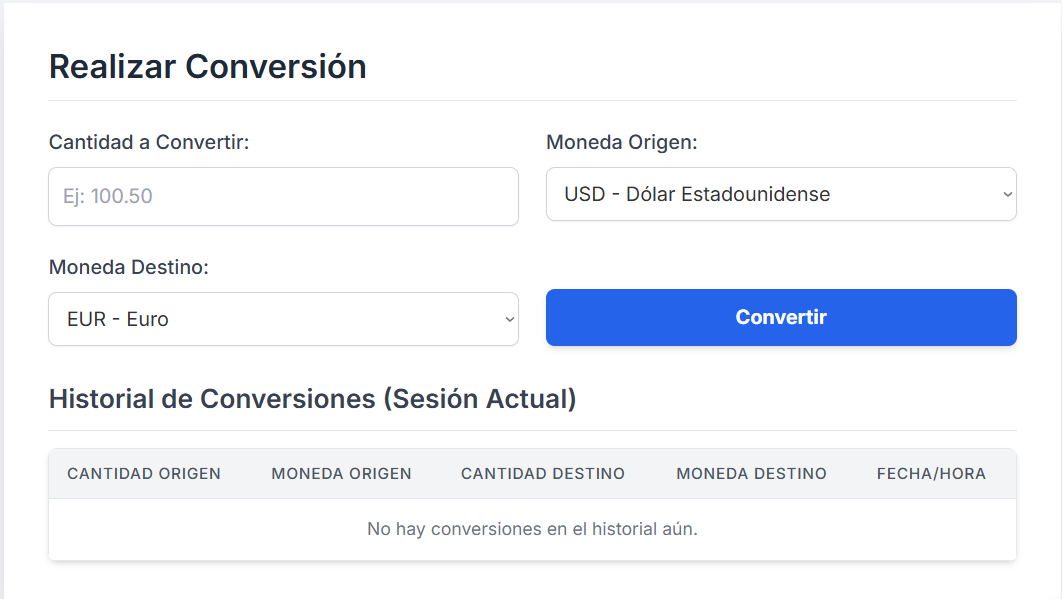 Realizar Conversión
Cantidad a Convertir:
Ej: 100.50
Moneda Origen:
USD - Dólar Estadounidense
Moneda Destino:
EUR - Euro
Convertir
Historial de Conversiones (Sesión Actual)
CANTIDAD ORIGEN MONEDA ORIGEN CANTIDAD DESTINO MONEDA DESTINO FECHA/HORA
No hay conversiones en el historial aún.